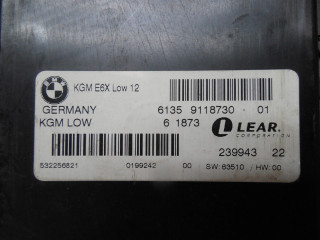 KGM E6X Low 12
GERMANY 6135 9118730 - 01
KGM LOW 6 1873 LEAR
CORPORATION
239943 22
532256821 0199242 00 SW: 63510 / HW: 00